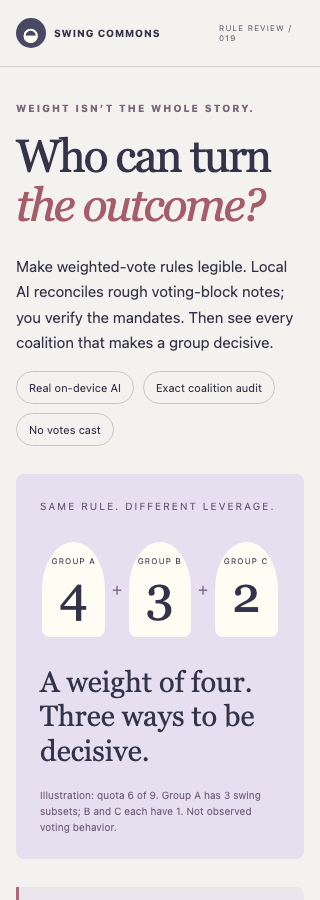 SWING COMMONS
RULE REVIEW /
019
WEIGHT ISN’T THE WHOLE STORY.
Who can turn
the outcome?
Make weighted-vote rules legible. Local
AI reconciles rough voting-block notes;
you verify the mandates. Then see every
coalition that makes a group decisive.
Real on-device AI
Exact coalition audit
No votes cast
SAME RULE. DIFFERENT LEVERAGE.
GROUP A
4
+
GROUP B
3
+
GROUP C
2
A weight of four.
Three ways to be
decisive.
Illustration: quota 6 of 9. Group A has 3 swing
subsets; B and C each have 1. Not observed
voting behavior.